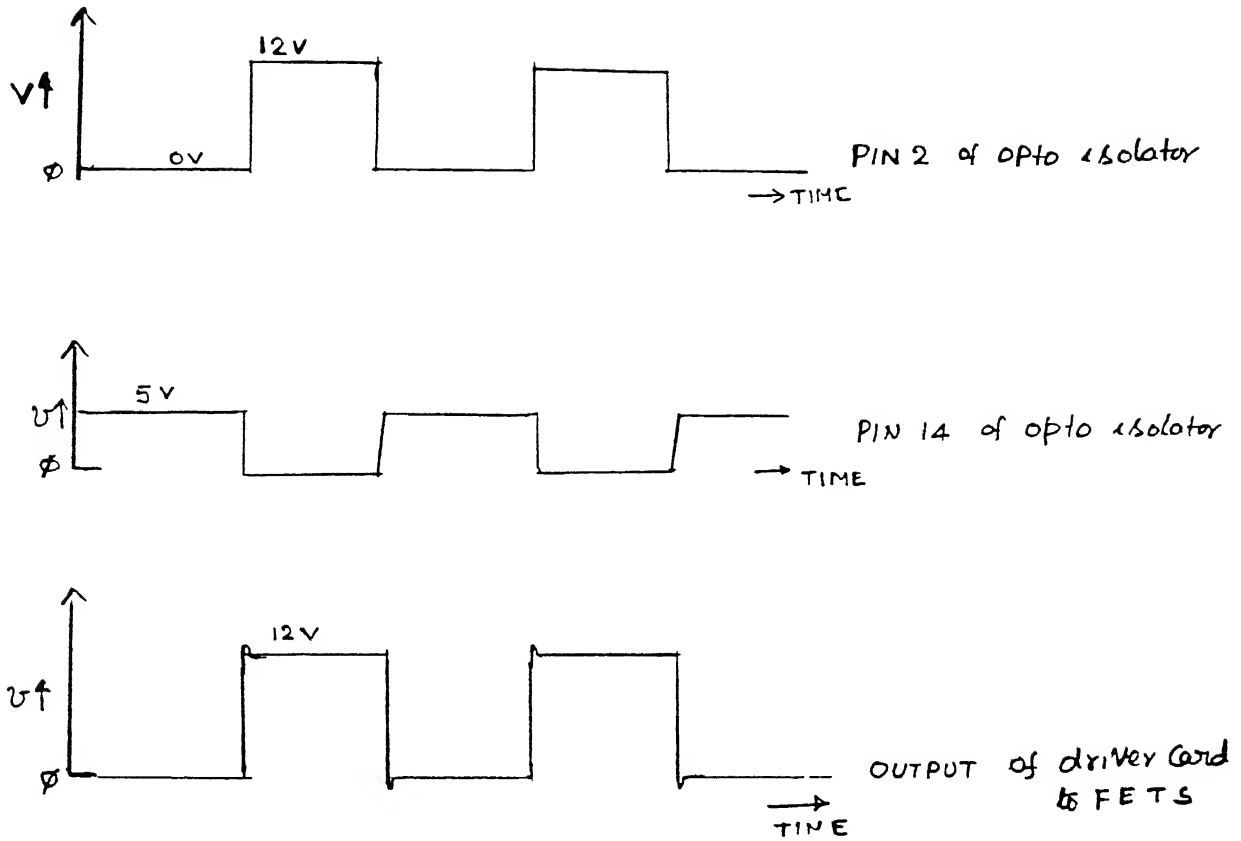 12V
V↑
0V
φ
PIN 2 of opto isolator
→ TIME
5V
v↑
PIN 14 of opto isolator
φ
→ TIME
12V
v↑
φ
OUTPUT of driver Card
to FETS
→ TIME